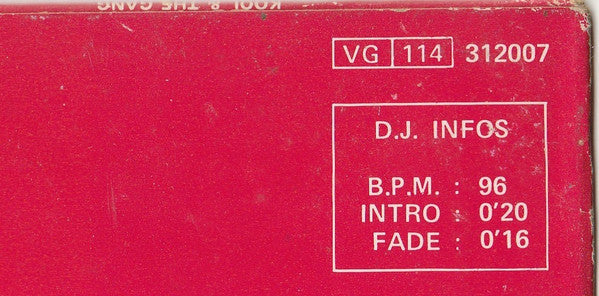 KOOL & THE GANG
VG 114 312007
D.J. INFOS
B.P.M. : 96
INTRO : 0'20
FADE : 0'16